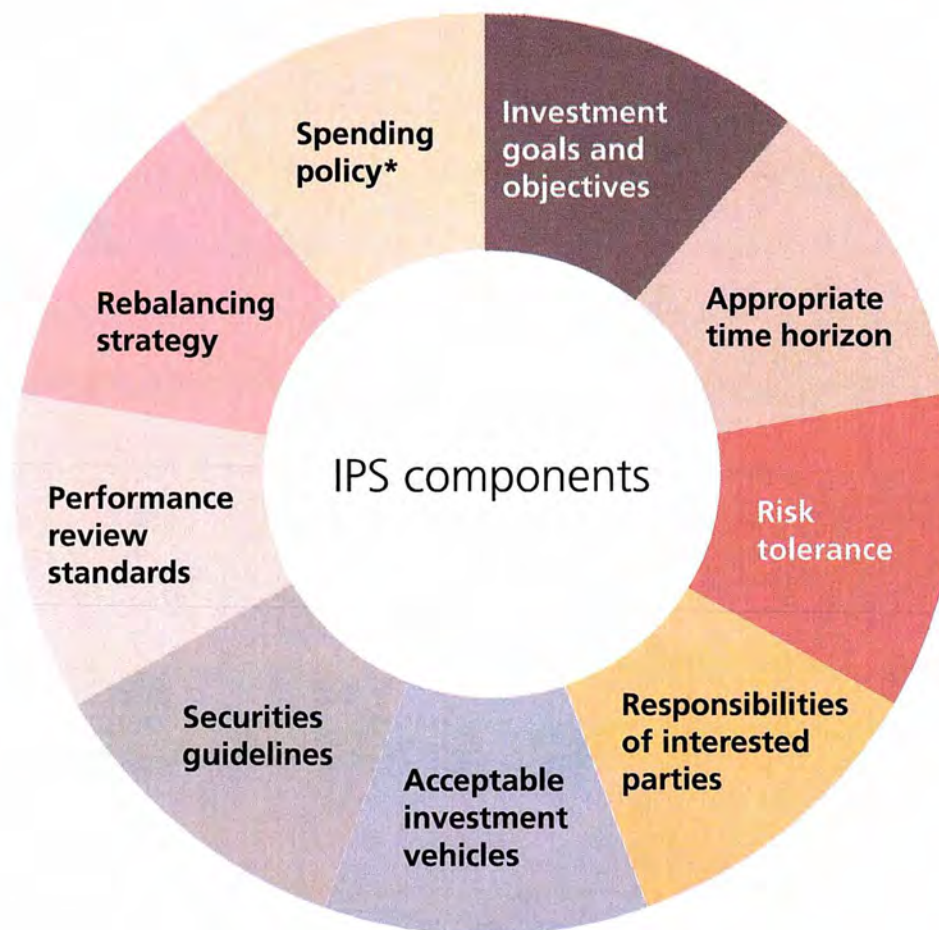 IPS components
Investment
goals and
objectives
Appropriate
time horizon
Risk
tolerance
Responsibilities
of interested
parties
Acceptable
investment
vehicles
Securities
guidelines
Performance
review
standards
Rebalancing
strategy
Spending
policy*